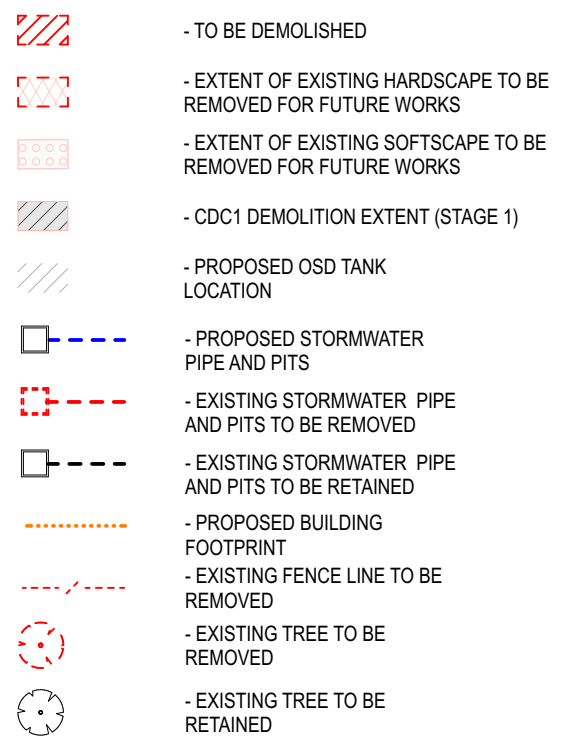 - TO BE DEMOLISHED
- EXTENT OF EXISTING HARDSCAPE TO BE
REMOVED FOR FUTURE WORKS
- EXTENT OF EXISTING SOFTSCAPE TO BE
REMOVED FOR FUTURE WORKS
- CDC1 DEMOLITION EXTENT (STAGE 1)
- PROPOSED OSD TANK
LOCATION
- PROPOSED STORMWATER
PIPE AND PITS
- EXISTING STORMWATER PIPE
AND PITS TO BE REMOVED
- EXISTING STORMWATER PIPE
AND PITS TO BE RETAINED
- PROPOSED BUILDING
FOOTPRINT
- EXISTING FENCE LINE TO BE
REMOVED
- EXISTING TREE TO BE
REMOVED
- EXISTING TREE TO BE
RETAINED